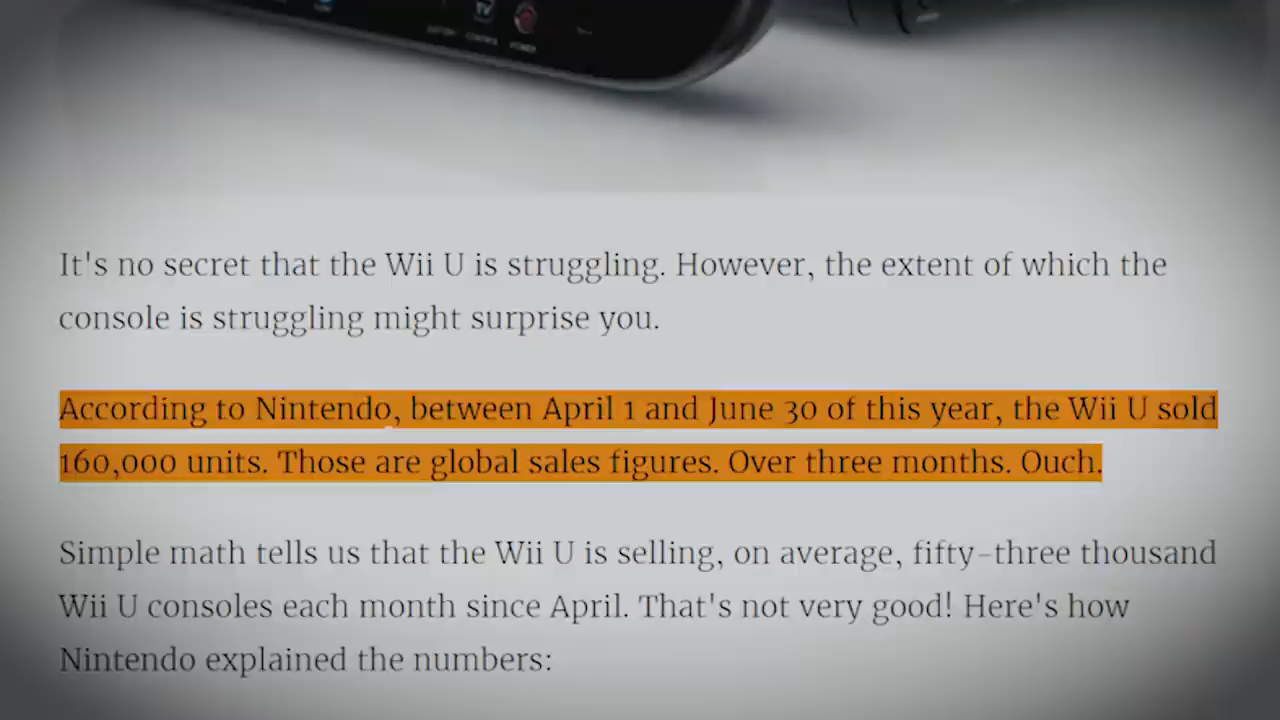 TV
It's no secret that the Wii U is struggling. However, the extent of which the
console is struggling might surprise you.
According to Nintendo, between April 1 and June 30 of this year, the Wii U sold
160,000 units. Those are global sales figures. Over three months. Ouch.
Simple math tells us that the Wii U is selling, on average, fifty-three thousand
Wii U consoles each month since April. That's not very good! Here's how
Nintendo explained the numbers: